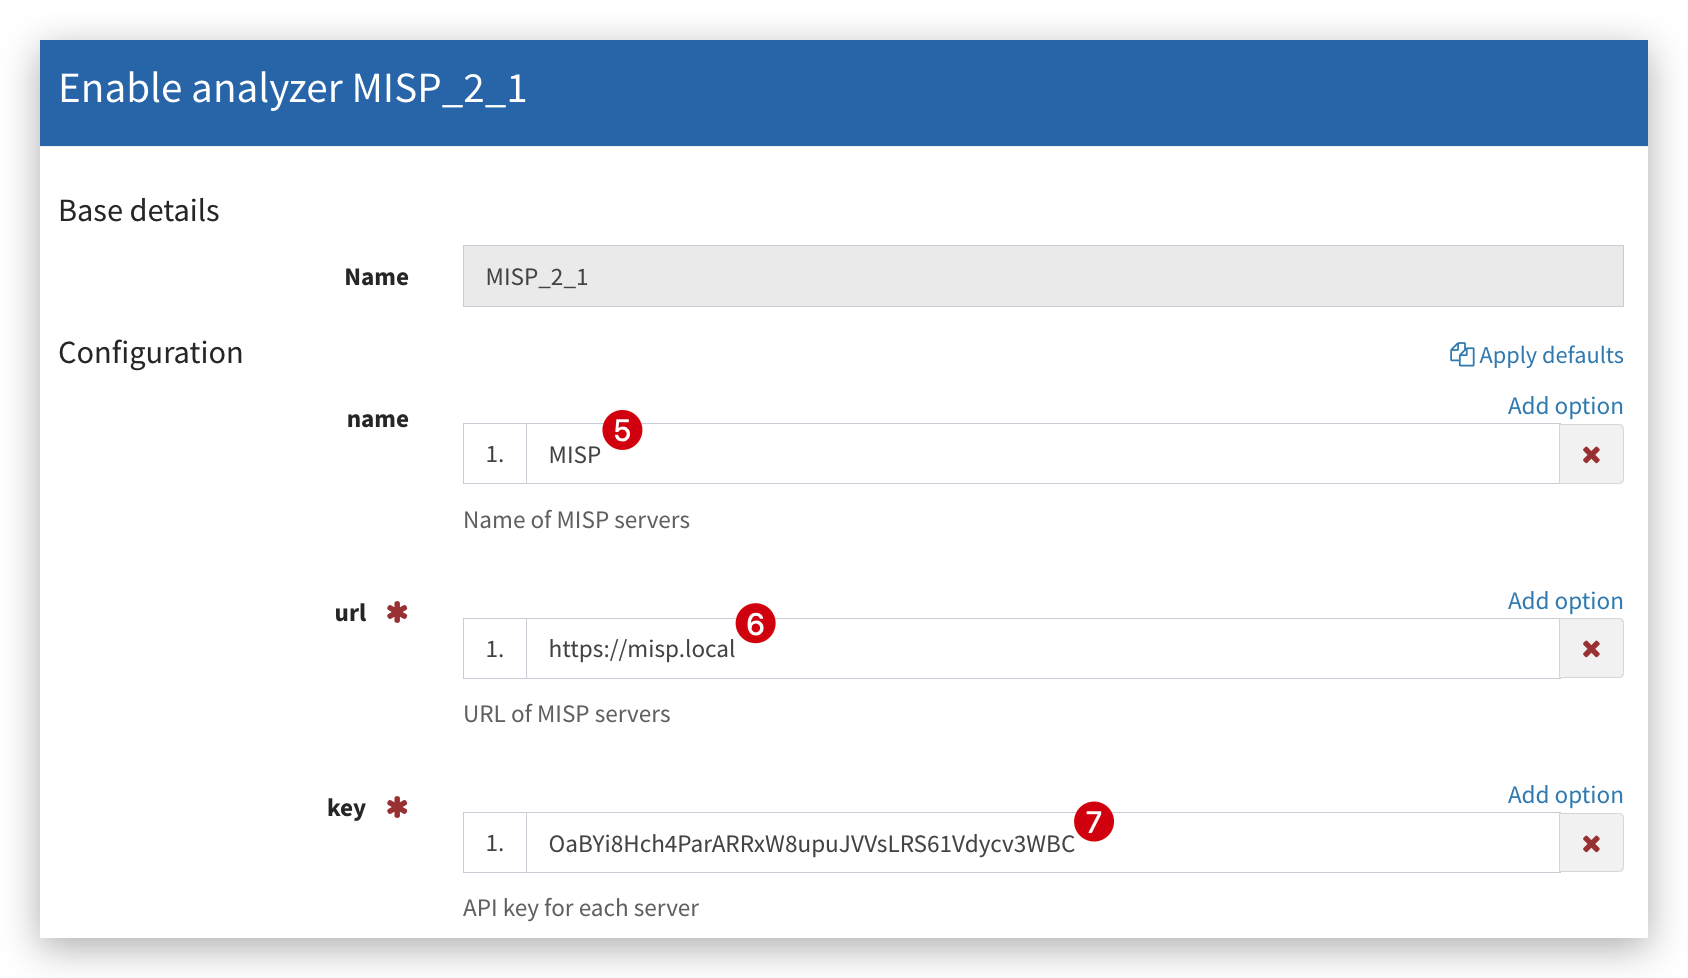 Enable analyzer MISP_2_1
Base details
Name
MISP_2_1
Configuration
Apply defaults
Add option
name
1.
MISP
5
Name of MISP servers
Add option
url ✱
1.
https://misp.local
6
URL of MISP servers
Add option
key ✱
1.
OaBYi8Hch4ParARRxW8upuJVVsLRS61Vdycv3WBC
7
API key for each server